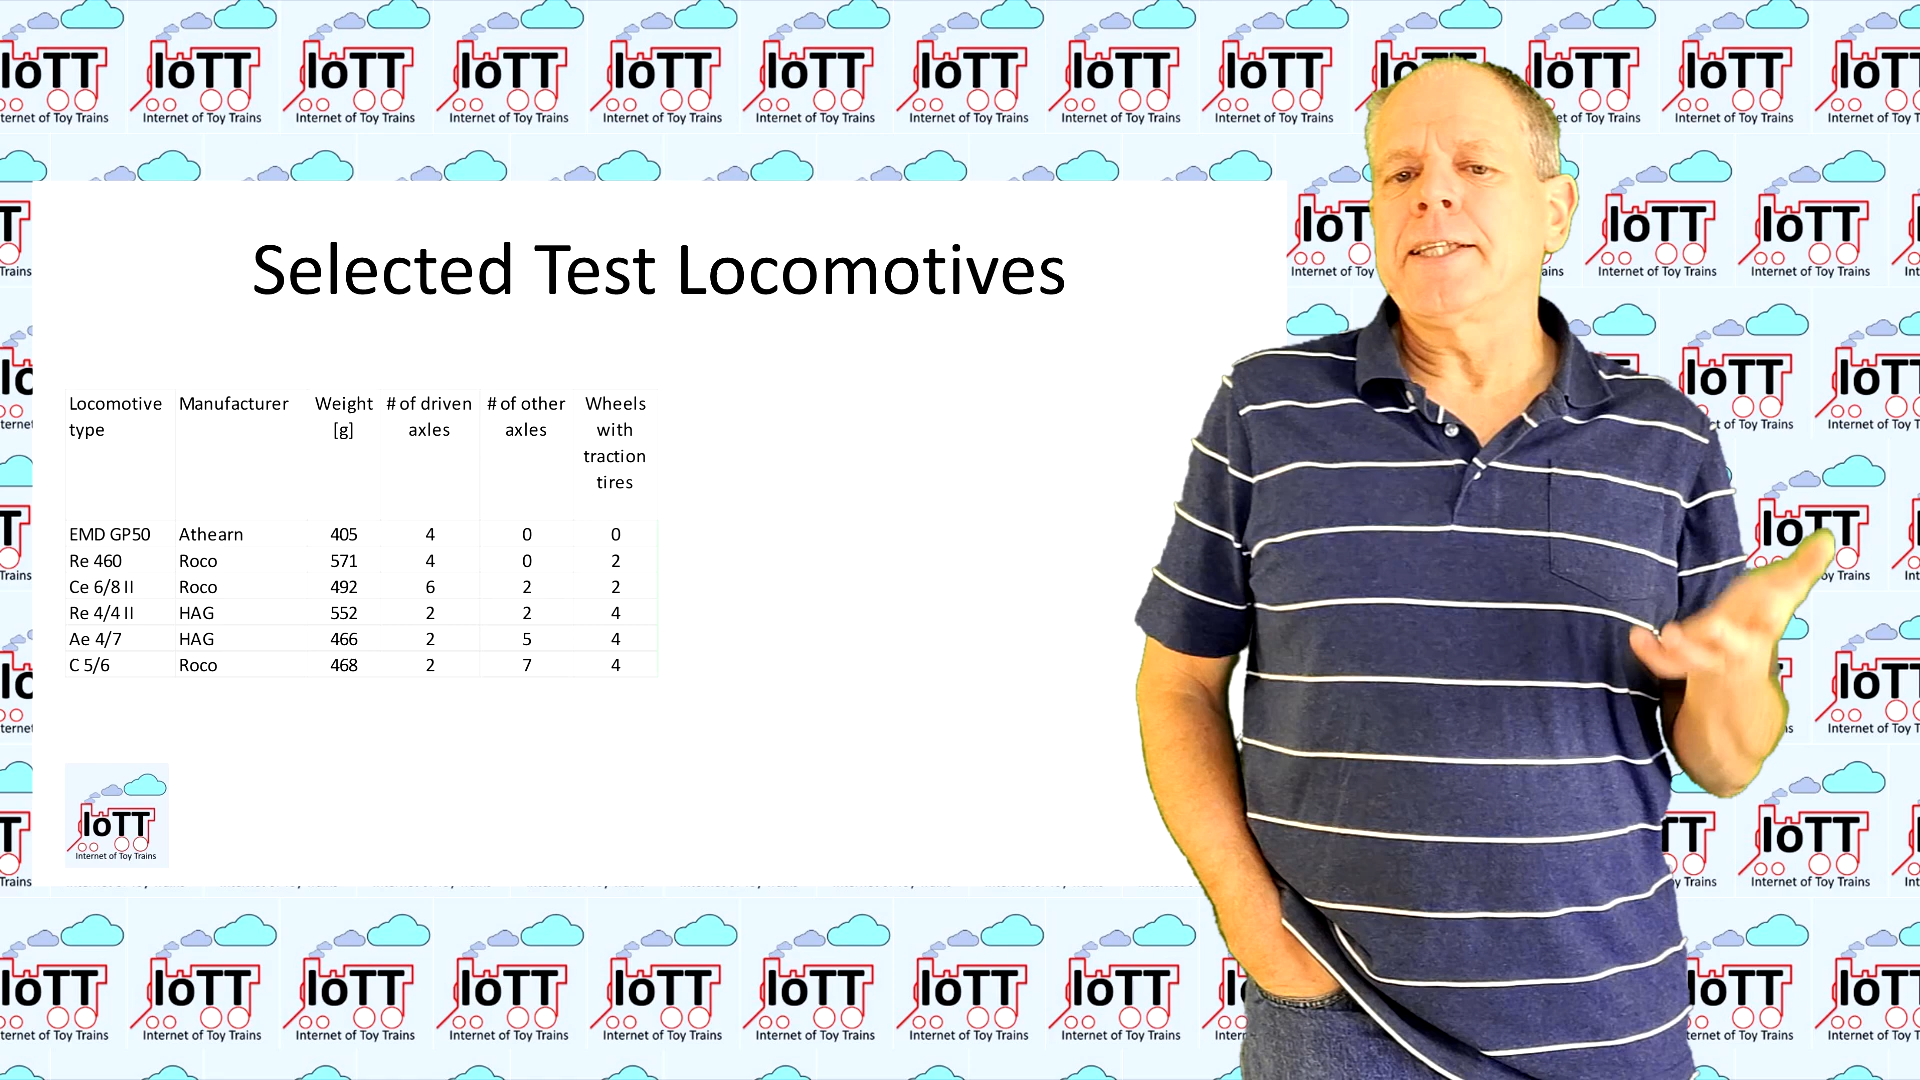 Selected Test Locomotives
Locomotive type Manufacturer Weight [g] # of driven axles # of other axles Wheels with traction tires
EMD GP50 Athearn 405 4 0 0
Re 460 Roco 571 4 0 2
Ce 6/8 II Roco 492 6 2 2
Re 4/4 II HAG 552 2 2 4
Ae 4/7 HAG 466 2 5 4
C 5/6 Roco 468 2 7 4
IoTT
Internet of Toy Trains